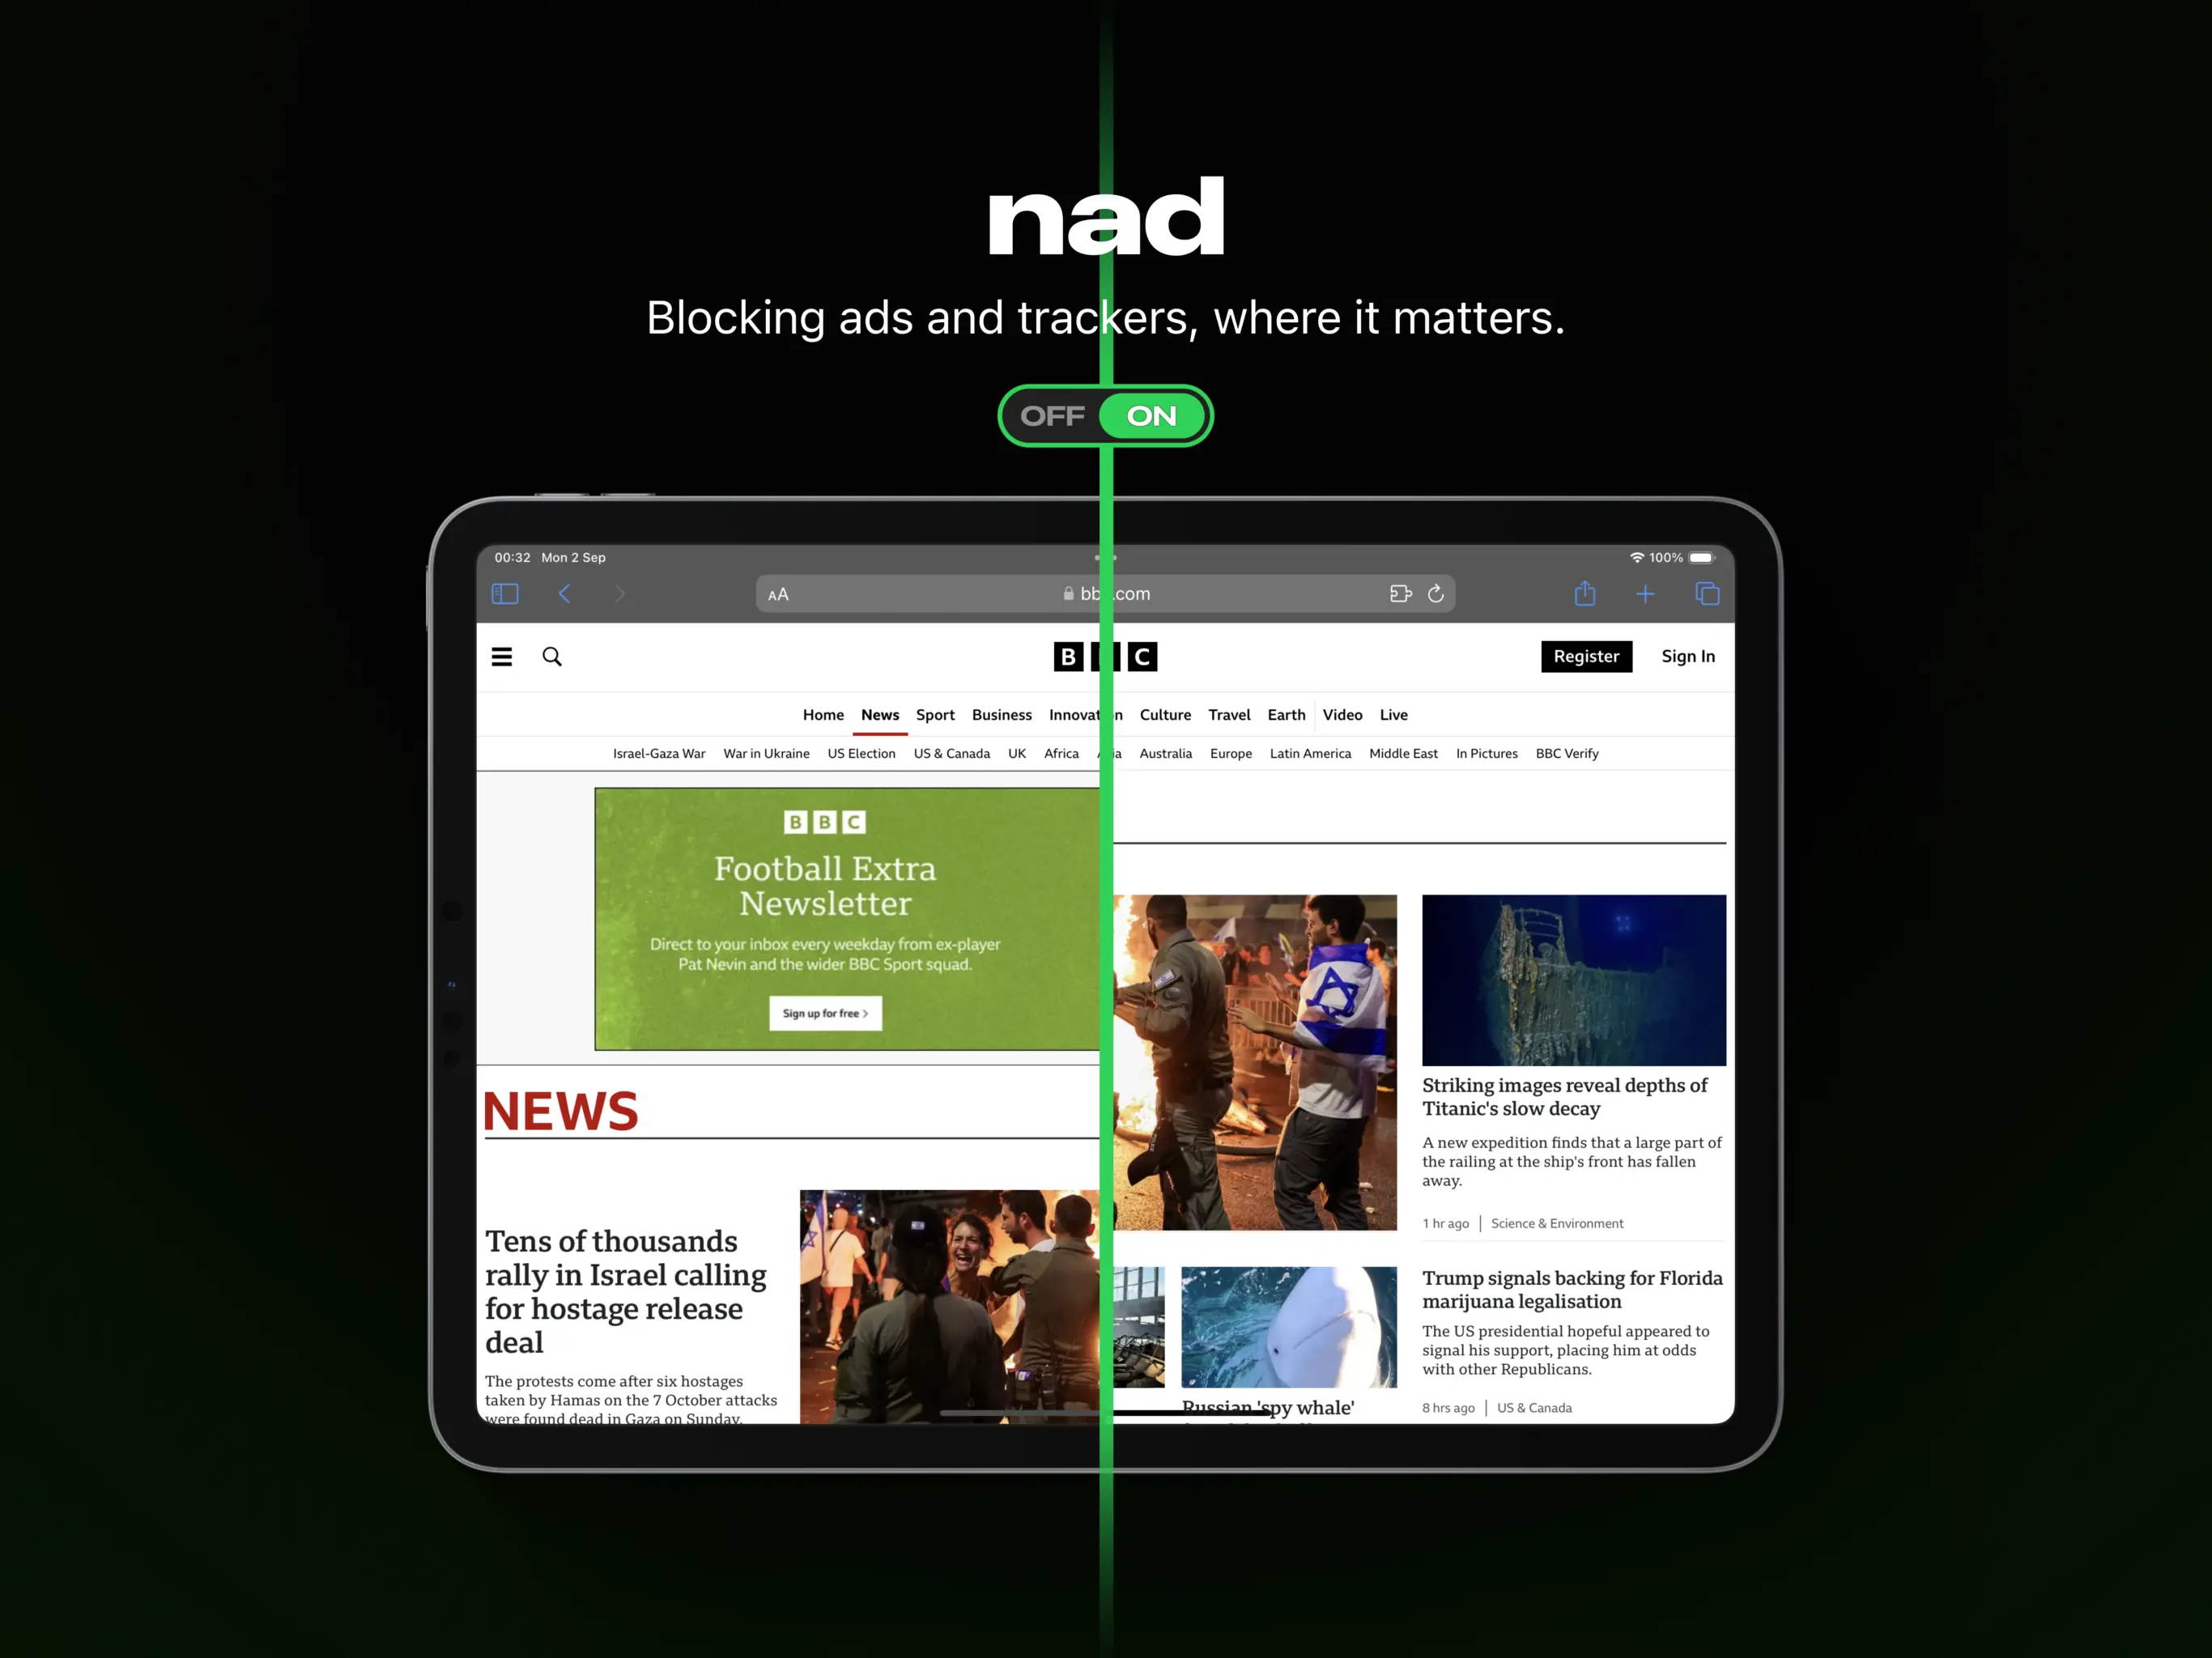 nad
Blocking ads and trackers, where it matters.
OFF ON
00:32 Mon 2 Sep
100%
AA
.com
B C
Register
Sign In
Home News Sport Business Culture Travel Earth Video Live
Israel-Gaza War War in Ukraine US Election US & Canada UK Africa Australia Europe Latin America Middle East In Pictures BBC Verify
BBC
Football Extra
Newsletter
Direct to your inbox every weekday from ex-player
Pat Nevin and the wider BBC Sport squad.
Sign up for free >
NEWS
Tens of thousands
rally in Israel calling
for hostage release
deal
The protests come after six hostages
taken by Hamas on the 7 October attacks
were found dead in Gaza on Sunday.
Striking images reveal depths of
Titanic's slow decay
A new expedition finds that a large part of
the railing at the ship's front has fallen
away.
1 hr ago | Science & Environment
Trump signals backing for Florida
marijuana legalisation
The US presidential hopeful appeared to
signal his support, placing him at odds
with other Republicans.
8 hrs ago | US & Canada
Russian 'spy whale'